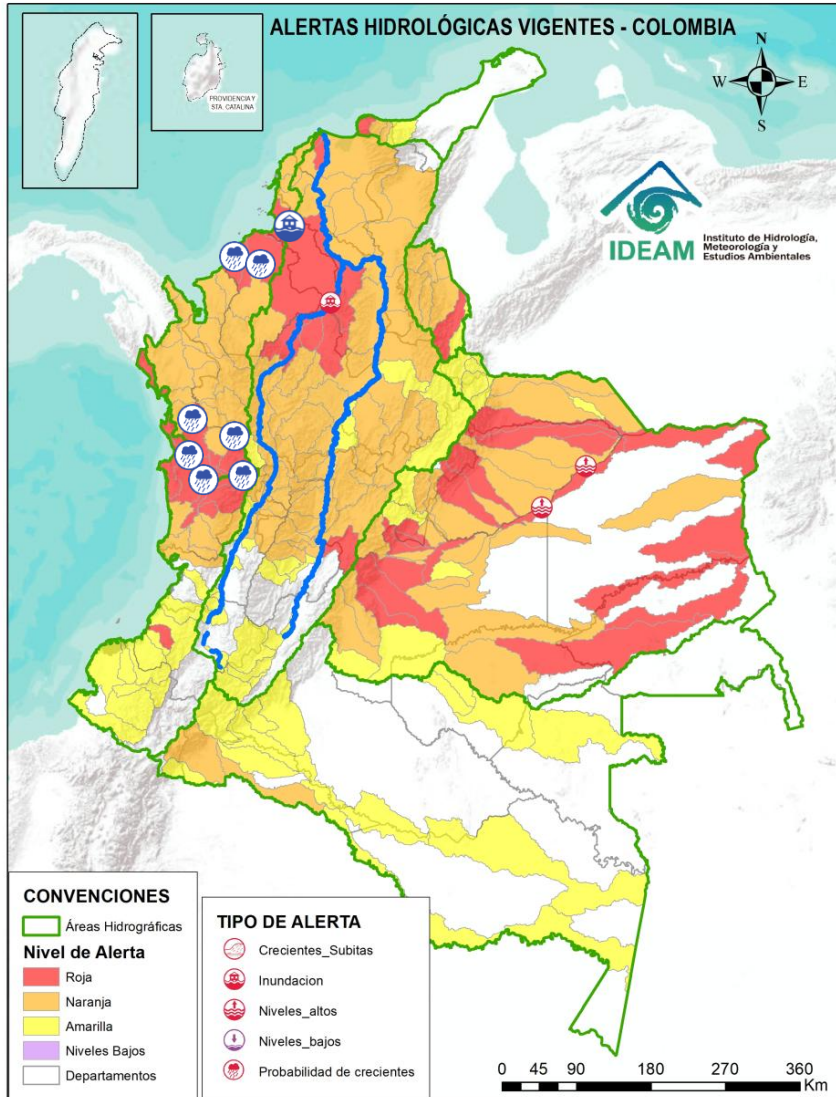 ALERTAS HIDROLÓGICAS VIGENTES - COLOMBIA
PROVIDENCIA Y
STA. CATALINA
N
W
E
S
IDEAM
Instituto de Hidrología,
Meteorología y
Estudios Ambientales
CONVENCIONES
Áreas Hidrográficas
Nivel de Alerta
Roja
Naranja
Amarilla
Niveles Bajos
Departamentos
TIPO DE ALERTA
Crecientes_Subitas
Inundacion
Niveles_altos
Niveles_bajos
Probabilidad de crecientes
0 45 90 180 270 360
Km